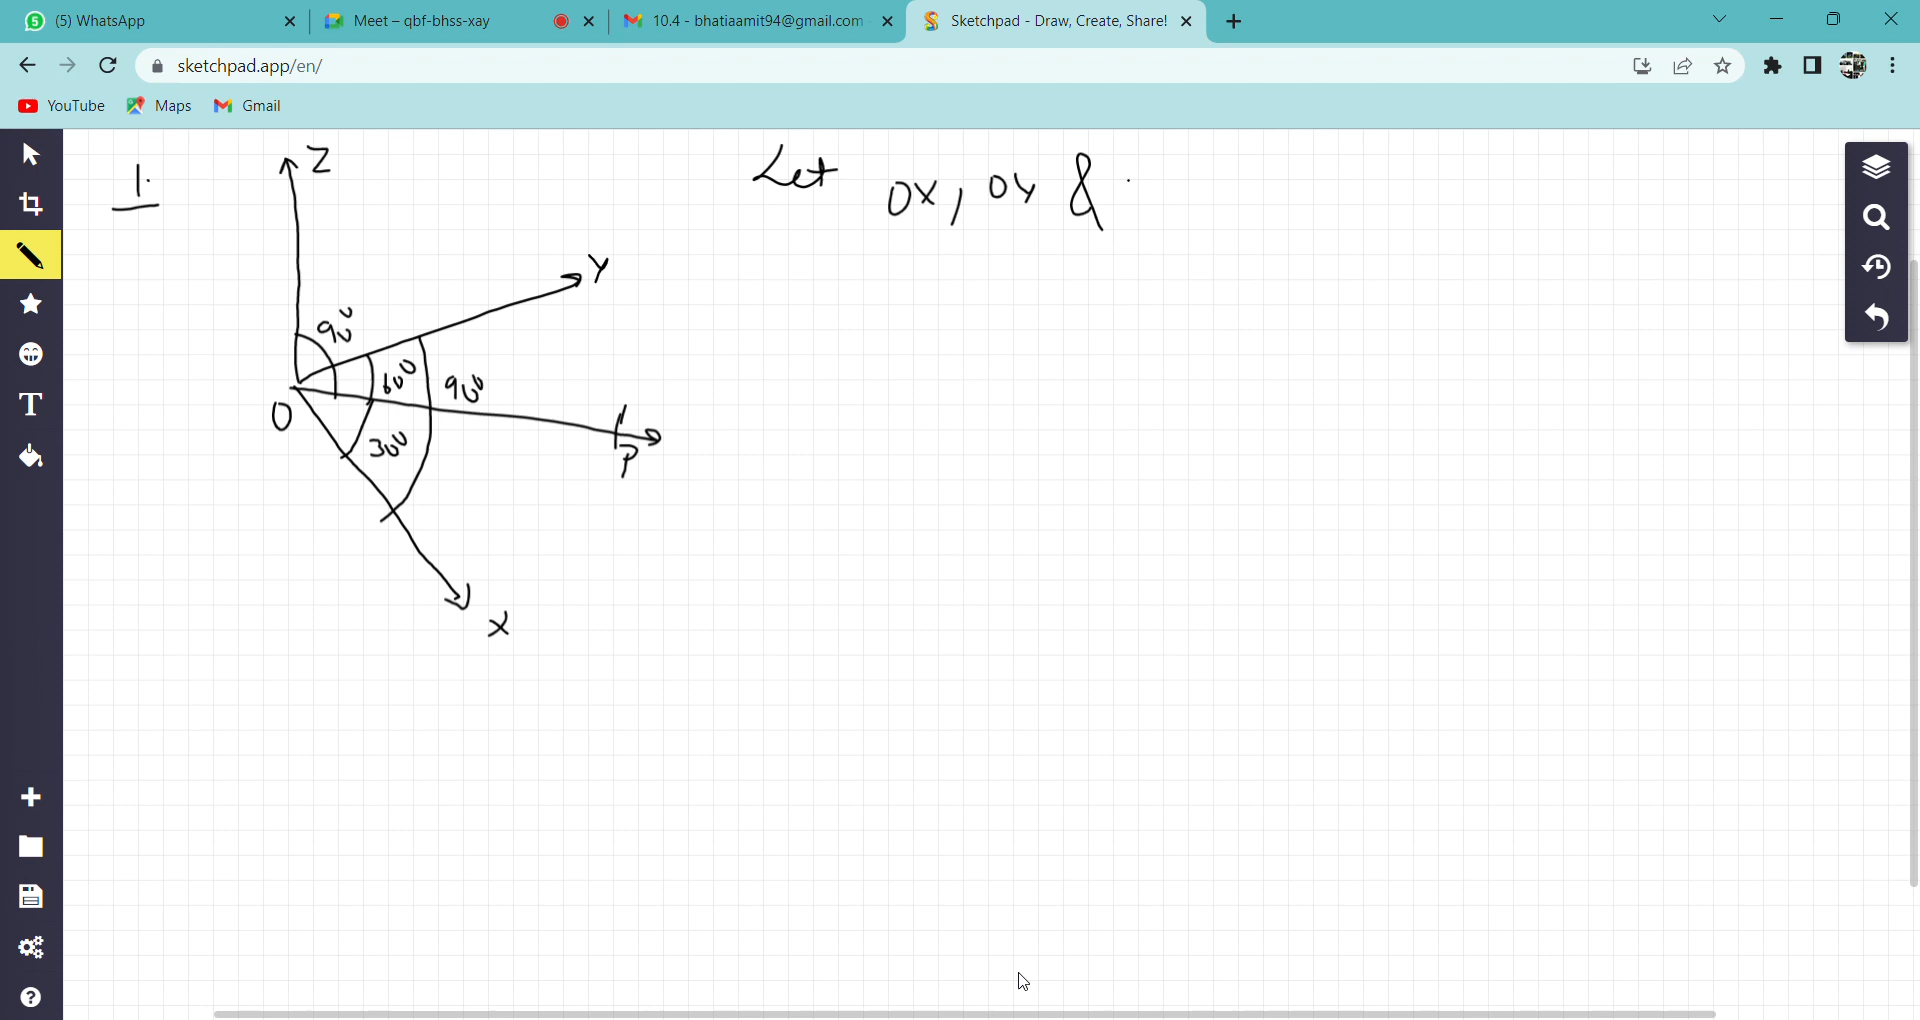 (5) WhatsApp
Meet – qbf-bhss-xay
10.4 - bhatiaamit94@gmail.com
Sketchpad - Draw, Create, Share!
sketchpad.app/en/
YouTube
Maps
Gmail
1.
Z
Let OX, OY &
Y
90°
60°
90°
O
30°
P
X